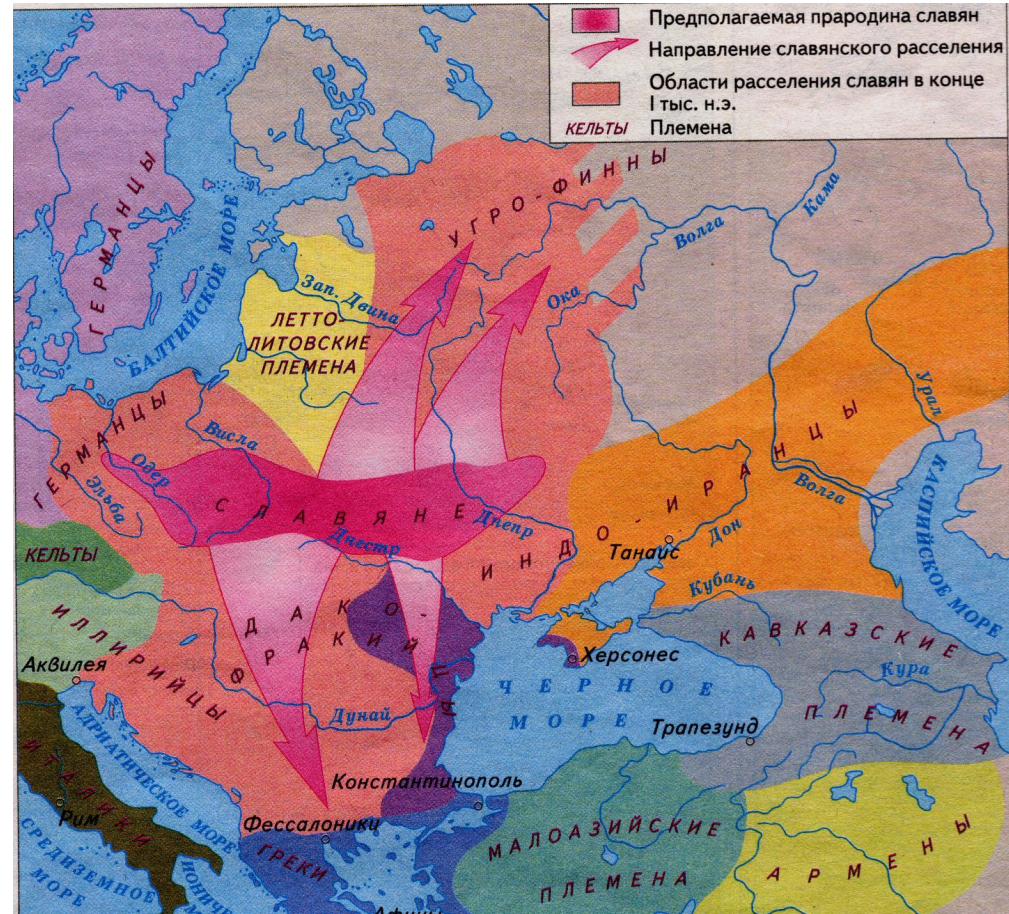 Предполагаемая прародина славян
Направление славянского расселения
Области расселения славян в конце
I тыс. н.э.
КЕЛЬТЫ Племена
ГЕРМАНЦЫ
БАЛТИЙСКОЕ МОРЕ
УГРО-ФИННЫ
Волга
Кама
Зап. Двина
Ока
ЛЕТТО-
ЛИТОВСКИЕ
ПЛЕМЕНА
Урал
ГЕРМАНЦЫ
Висла
Одер
Эльба
СЛАВЯНЕ
Днепр
Днестр
ИНДО-ИРАНЦЫ
Волга
Дон
Танаис
КАСПИЙСКОЕ МОРЕ
КЕЛЬТЫ
Кубань
ИЛЛИРИЙЦЫ
ДАКО-
ФРАКИЙЦЫ
КАВКАЗСКИЕ
ПЛЕМЕНА
Аквилея
Херсонес
Кура
ЧЕРНОЕ
МОРЕ
Дунай
Трапезунд
АДРИАТИЧЕСКОЕ МОРЕ
ИТАЛИКИ
Константинополь
Рим
Фессалоники
ГРЕКИ
МАЛОАЗИЙСКИЕ
ПЛЕМЕНА
АРМЕНЫ
СРЕДИЗЕМНОЕ
МОРЕ